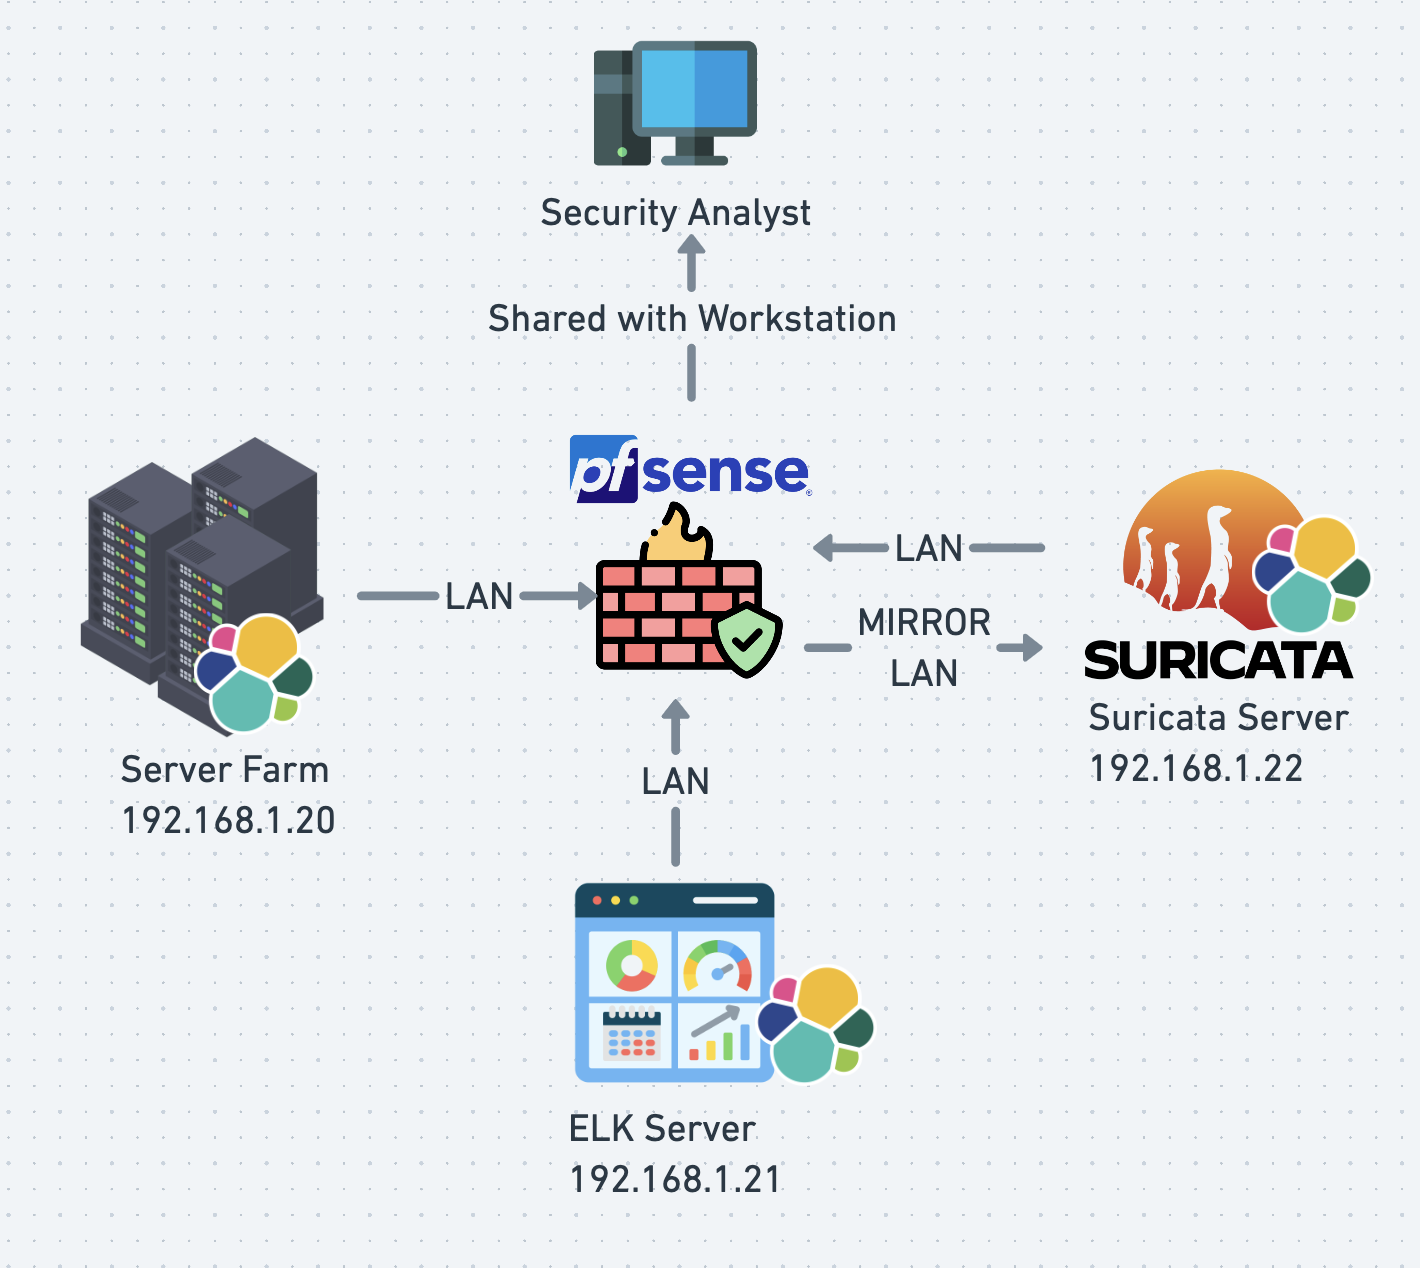 Security Analyst
Shared with Workstation
pfsense®
LAN
LAN
MIRROR
LAN
SURICATA
Suricata Server
192.168.1.22
Server Farm
192.168.1.20
LAN
ELK Server
192.168.1.21